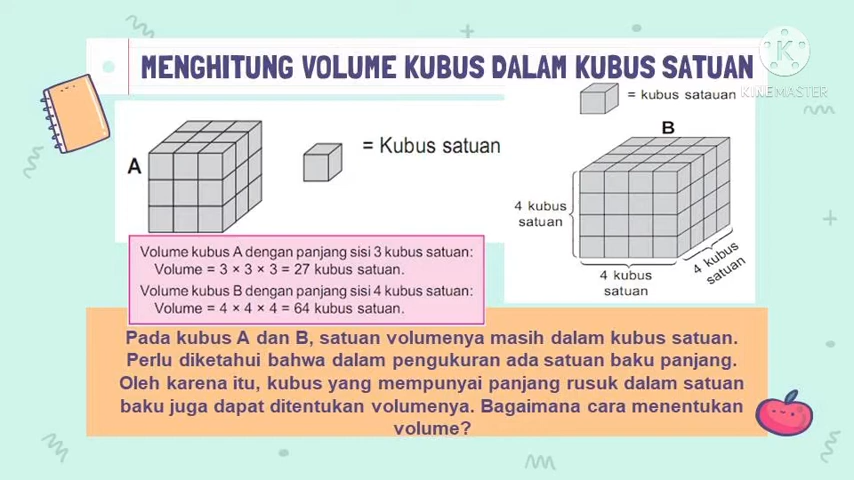 MENGHITUNG VOLUME KUBUS DALAM KUBUS SATUAN
K
KINEMASTER
= kubus satauan
A
= Kubus satuan
B
4 kubus
satuan
4 kubus
satuan
4 kubus
satuan
Volume kubus A dengan panjang sisi 3 kubus satuan:
Volume = 3 × 3 × 3 = 27 kubus satuan.
Volume kubus B dengan panjang sisi 4 kubus satuan:
Volume = 4 × 4 × 4 = 64 kubus satuan.
Pada kubus A dan B, satuan volumenya masih dalam kubus satuan.
Perlu diketahui bahwa dalam pengukuran ada satuan baku panjang.
Oleh karena itu, kubus yang mempunyai panjang rusuk dalam satuan
baku juga dapat ditentukan volumenya. Bagaimana cara menentukan
volume?